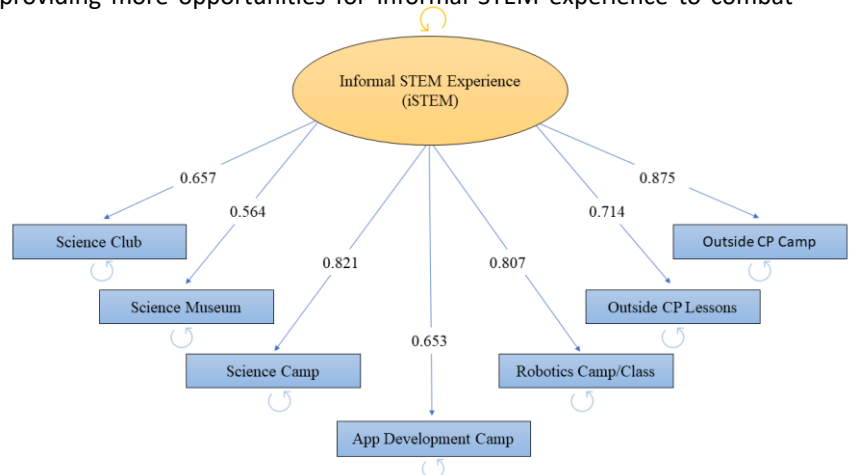 providing more opportunities for informal STEM experience to combat
Informal STEM Experience
(iSTEM)
0.657
0.875
0.564
0.714
Science Club
Outside CP Camp
0.821
0.807
Science Museum
Outside CP Lessons
0.653
Science Camp
Robotics Camp/Class
App Development Camp